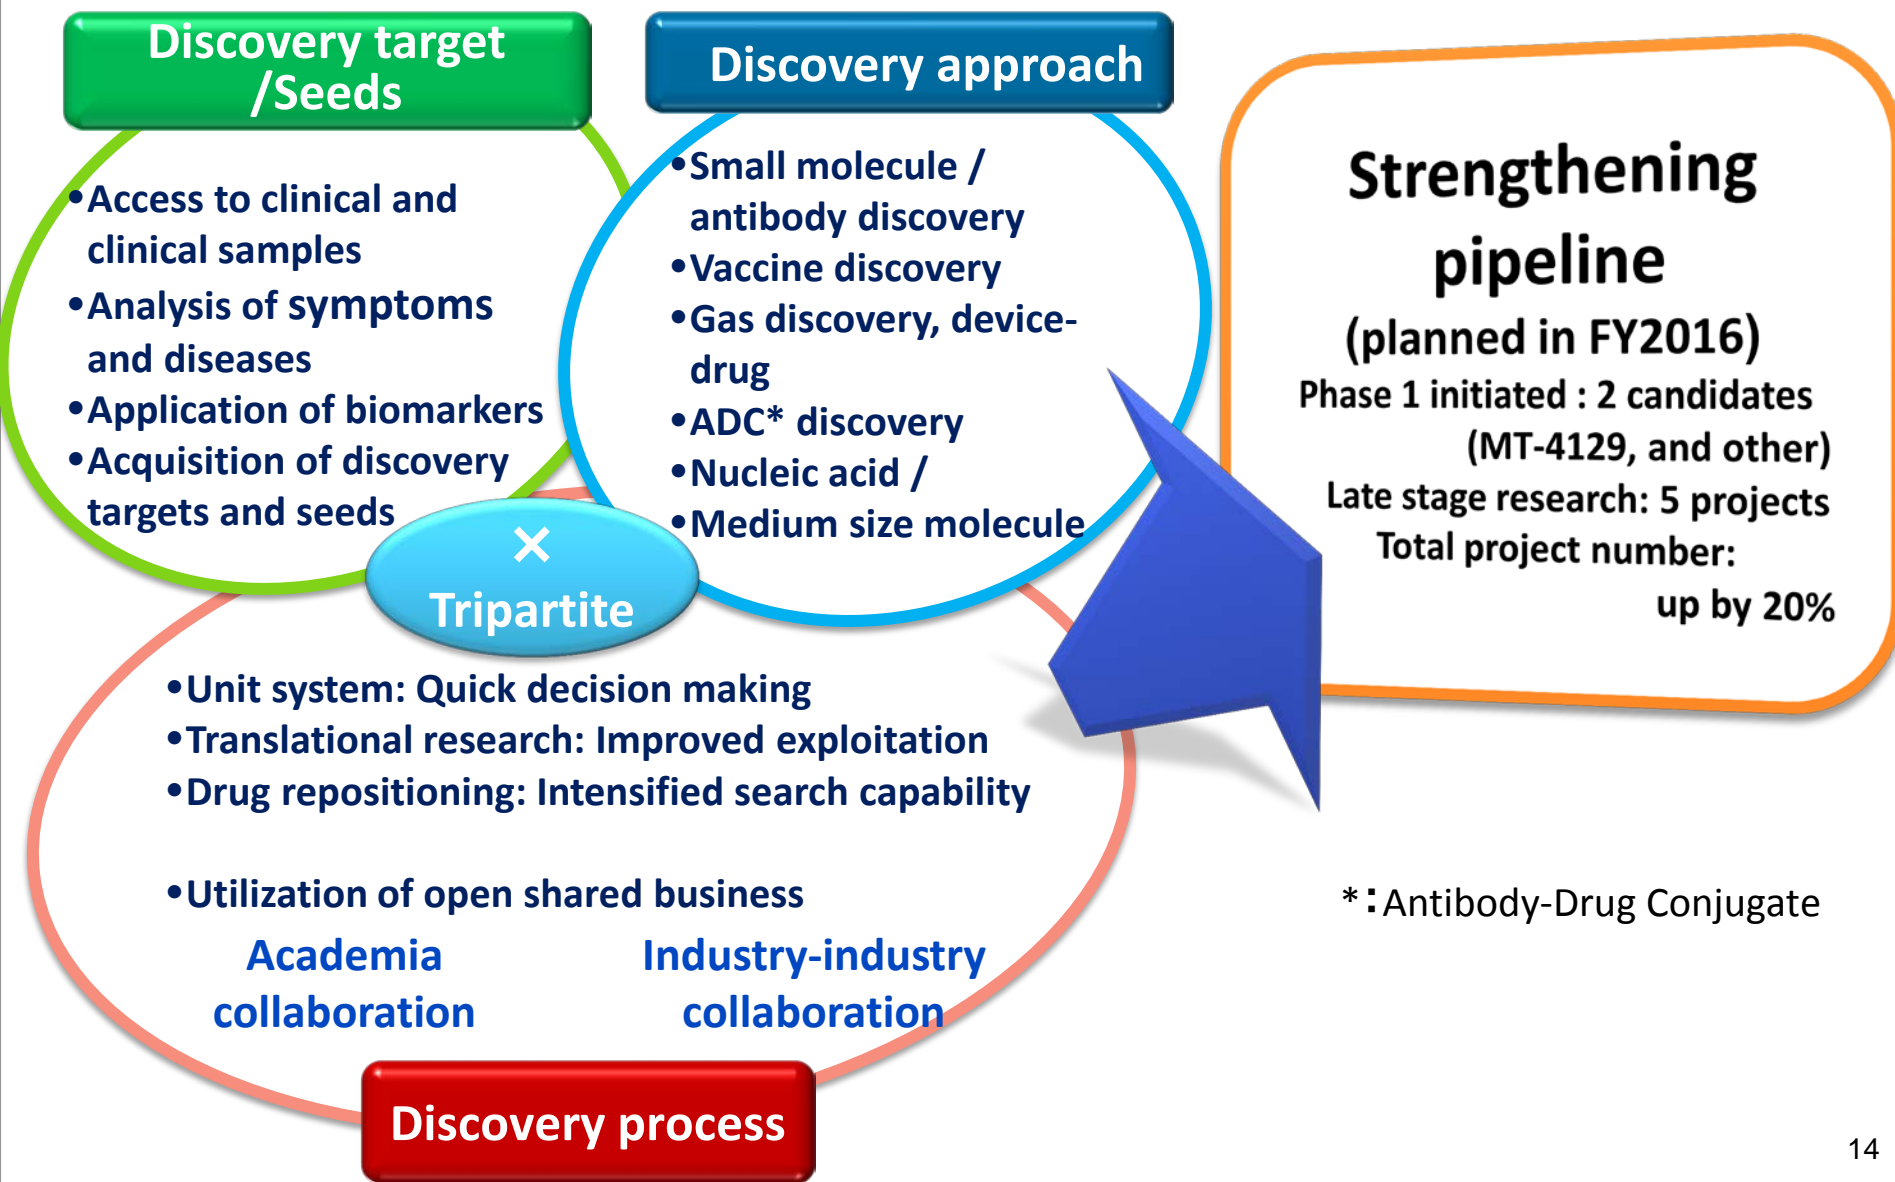 Discovery target
/Seeds
•Access to clinical and
clinical samples
•Analysis of symptoms
and diseases
•Application of biomarkers
•Acquisition of discovery
targets and seeds
Discovery approach
•Small molecule /
antibody discovery
•Vaccine discovery
•Gas discovery, device-
drug
•ADC* discovery
•Nucleic acid /
•Medium size molecule
×
Tripartite
•Unit system: Quick decision making
•Translational research: Improved exploitation
•Drug repositioning: Intensified search capability
•Utilization of open shared business
Academia
collaboration
Industry-industry
collaboration
Discovery process
Strengthening
pipeline
(planned in FY2016)
Phase 1 initiated : 2 candidates
(MT-4129, and other)
Late stage research: 5 projects
Total project number:
up by 20%
*:Antibody-Drug Conjugate
14